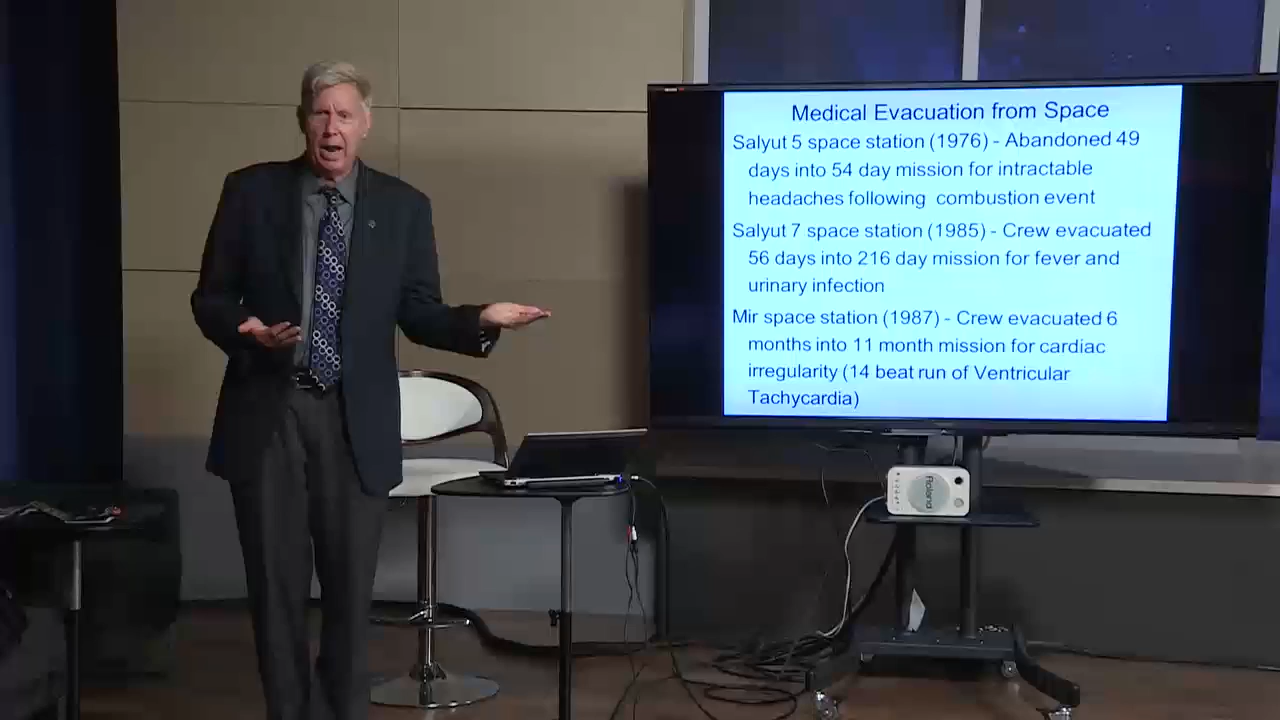 Medical Evacuation from Space
Salyut 5 space station (1976) - Abandoned 49
days into 54 day mission for intractable
headaches following combustion event
Salyut 7 space station (1985) - Crew evacuated
56 days into 216 day mission for fever and
urinary infection
Mir space station (1987) - Crew evacuated 6
months into 11 month mission for cardiac
irregularity (14 beat run of Ventricular
Tachycardia)
Roland